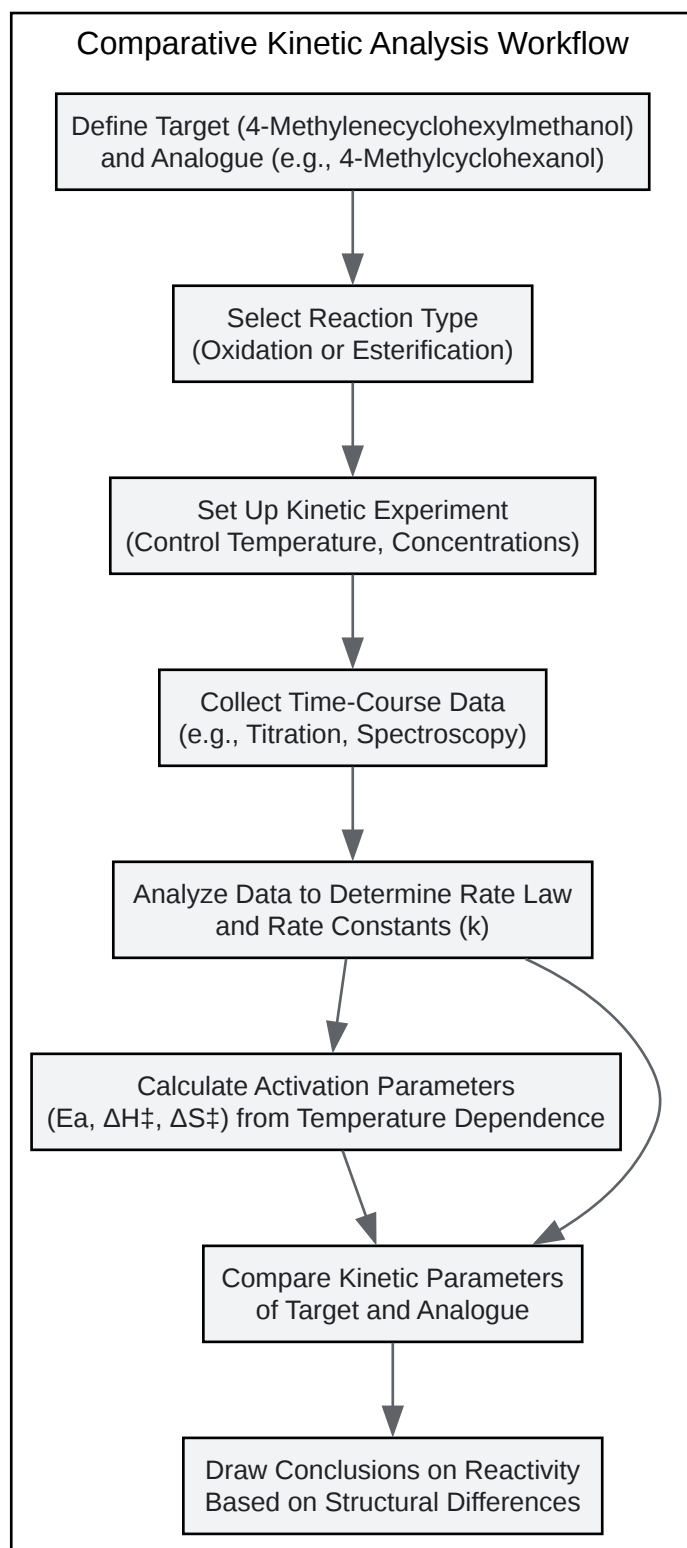 Comparative Kinetic Analysis Workflow
Define Target (4-Methylenecyclohexylmethanol)
and Analogue (e.g., 4-Methylcyclohexanol)
Select Reaction Type
(Oxidation or Esterification)
Set Up Kinetic Experiment
(Control Temperature, Concentrations)
Collect Time-Course Data
(e.g., Titration, Spectroscopy)
Analyze Data to Determine Rate Law
and Rate Constants (k)
Calculate Activation Parameters
(Ea, ΔH‡, ΔS‡) from Temperature Dependence
Compare Kinetic Parameters
of Target and Analogue
Draw Conclusions on Reactivity
Based on Structural Differences